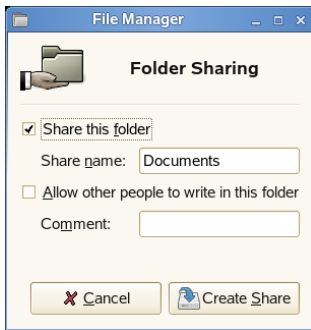 File Manager
Folder Sharing
Share this folder
Share name: Documents
Allow other people to write in this folder
Comment:
Cancel Create Share